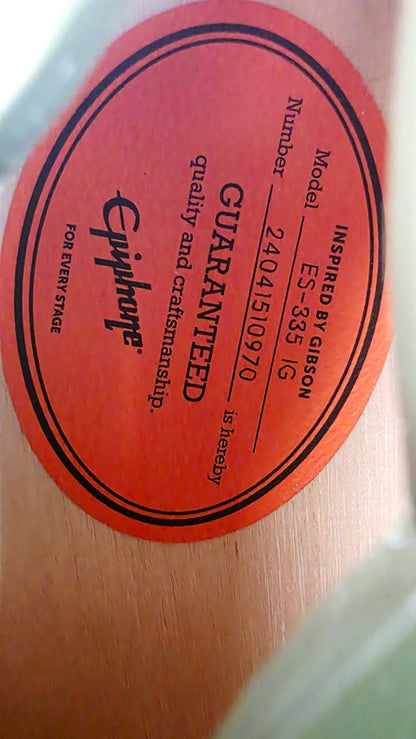 INSPIRED BY GIBSON
Model ES-335 IG
Number 24041510970 is hereby
GUARANTEED
quality and craftsmanship.
Epiphone
FOR EVERY STAGE